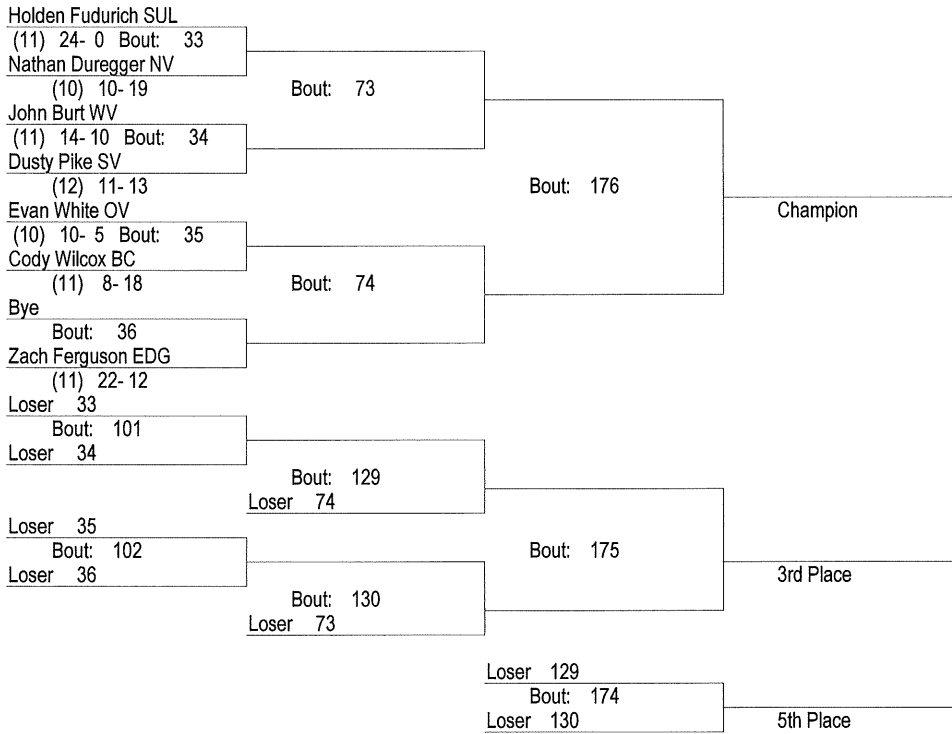 Holden Fudurich SUL
(11) 24- 0 Bout: 33
Nathan Duregger NV
(10) 10- 19
Bout: 73
John Burt WV
(11) 14- 10 Bout: 34
Dusty Pike SV
(12) 11- 13
Bout: 176
Champion
Evan White OV
(10) 10- 5 Bout: 35
Cody Wilcox BC
(11) 8- 18
Bout: 74
Bye
Bout: 36
Zach Ferguson EDG
(11) 22- 12
Loser 33
Bout: 101
Loser 34
Bout: 129
Loser 74
Loser 35
Bout: 102
Loser 36
Bout: 175
3rd Place
Bout: 130
Loser 73
Loser 129
Bout: 174
Loser 130
5th Place